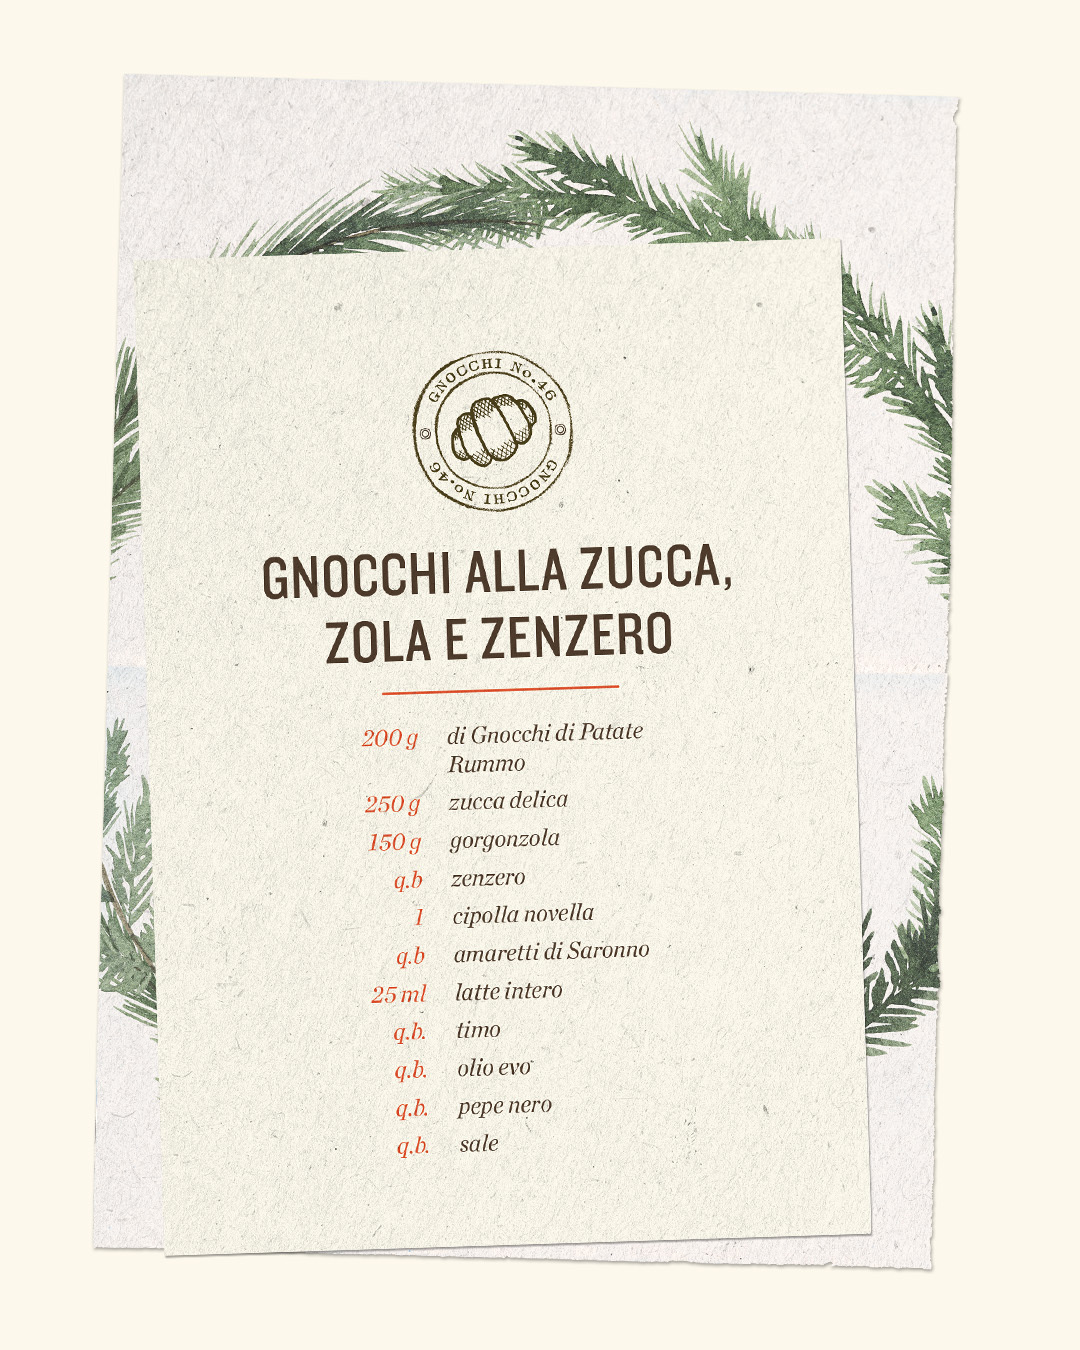 GNOCCHI No.46
GNOCCHI No.46
GNOCCHI ALLA ZUCCA,
ZOLA E ZENZERO
200 g di Gnocchi di Patate
Rummo
250 g zucca delica
150 g gorgonzola
q.b zenzero
1 cipolla novella
q.b amaretti di Saronno
25 ml latte intero
q.b. timo
q.b. olio evo
q.b. pepe nero
q.b. sale